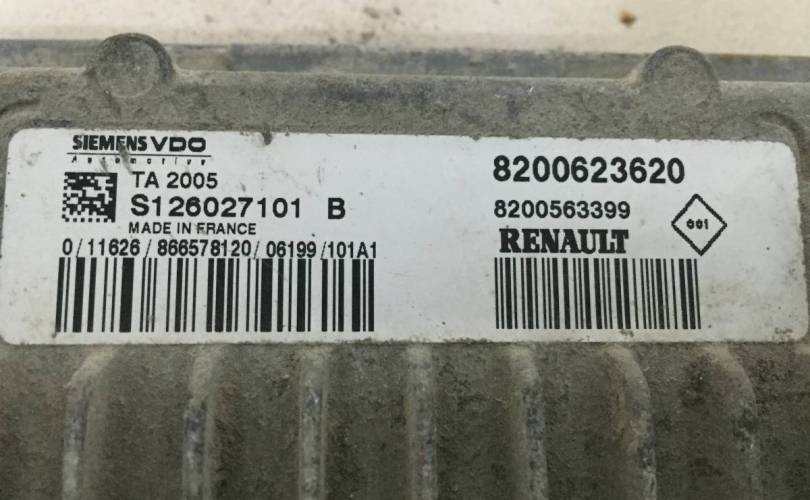 SIEMENS VDO
Automotive
TA 2005
S126027101 B
MADE IN FRANCE
0/11626/866578120/06199/101A1
8200623620
8200563399
RENAULT
001